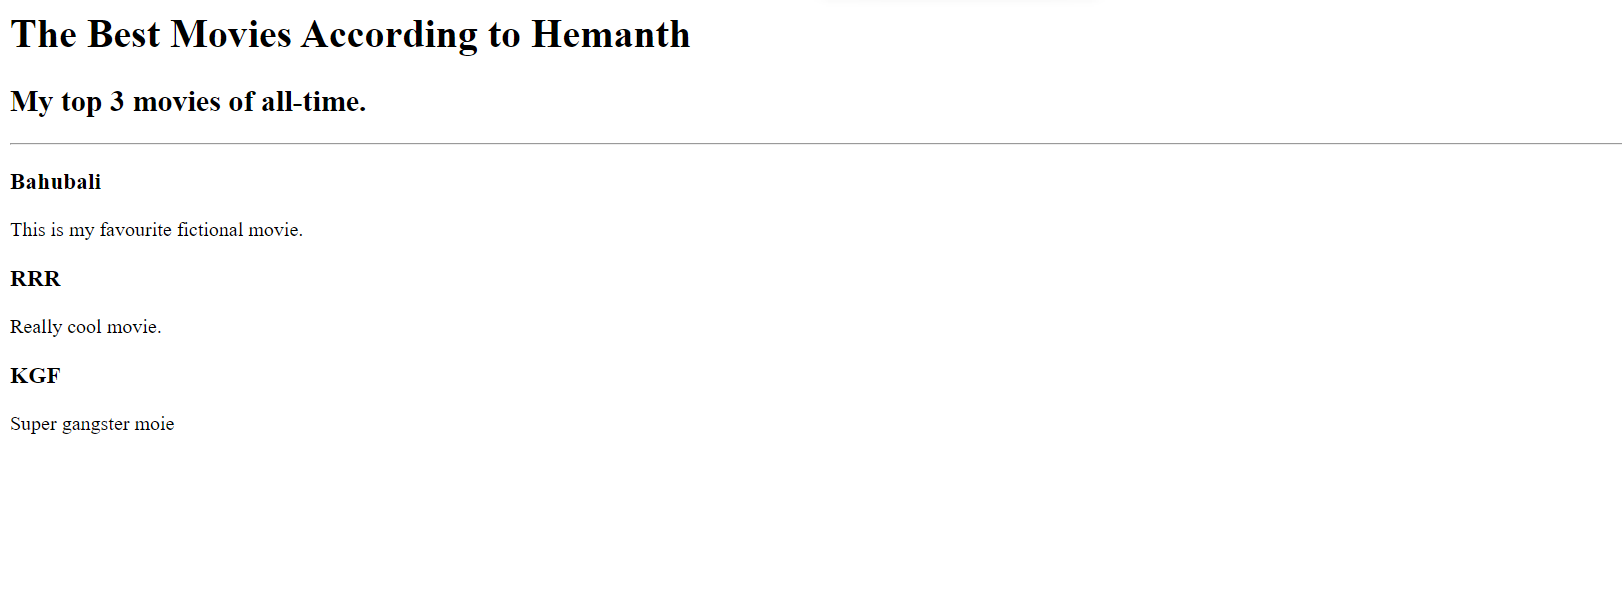 The Best Movies According to Hemanth
My top 3 movies of all-time.
Bahubali
This is my favourite fictional movie.
RRR
Really cool movie.
KGF
Super gangster moie